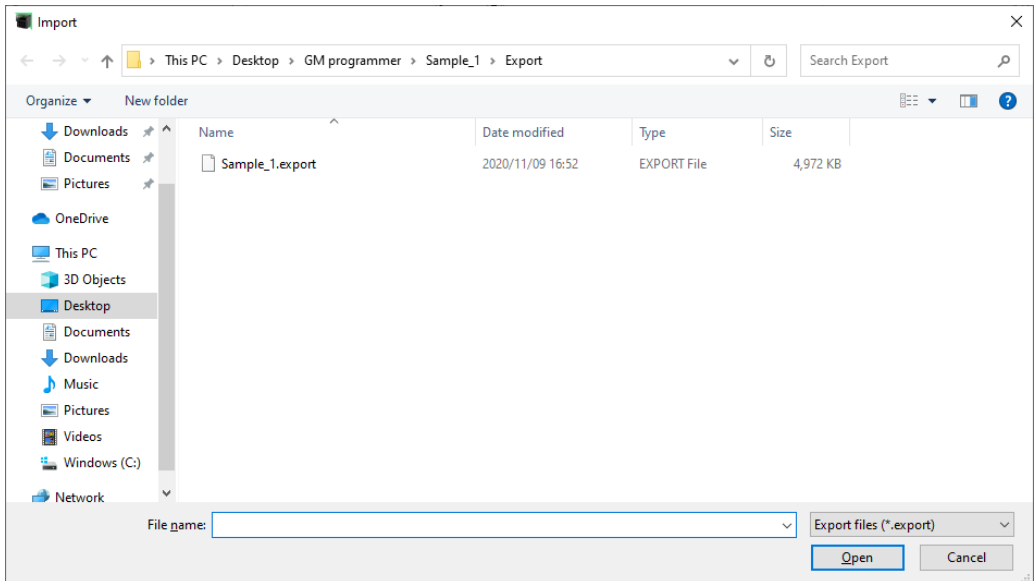 Import
This PC > Desktop > GM programmer > Sample_1 > Export
Search Export
Organize New folder
Name Date modified Type Size
Sample_1.export 2020/11/09 16:52 EXPORT File 4,972 KB
Downloads
Documents
Pictures
OneDrive
This PC
3D Objects
Desktop
Documents
Downloads
Music
Pictures
Videos
Windows (C:)
Network
File name: Export files (*.export)
Open Cancel